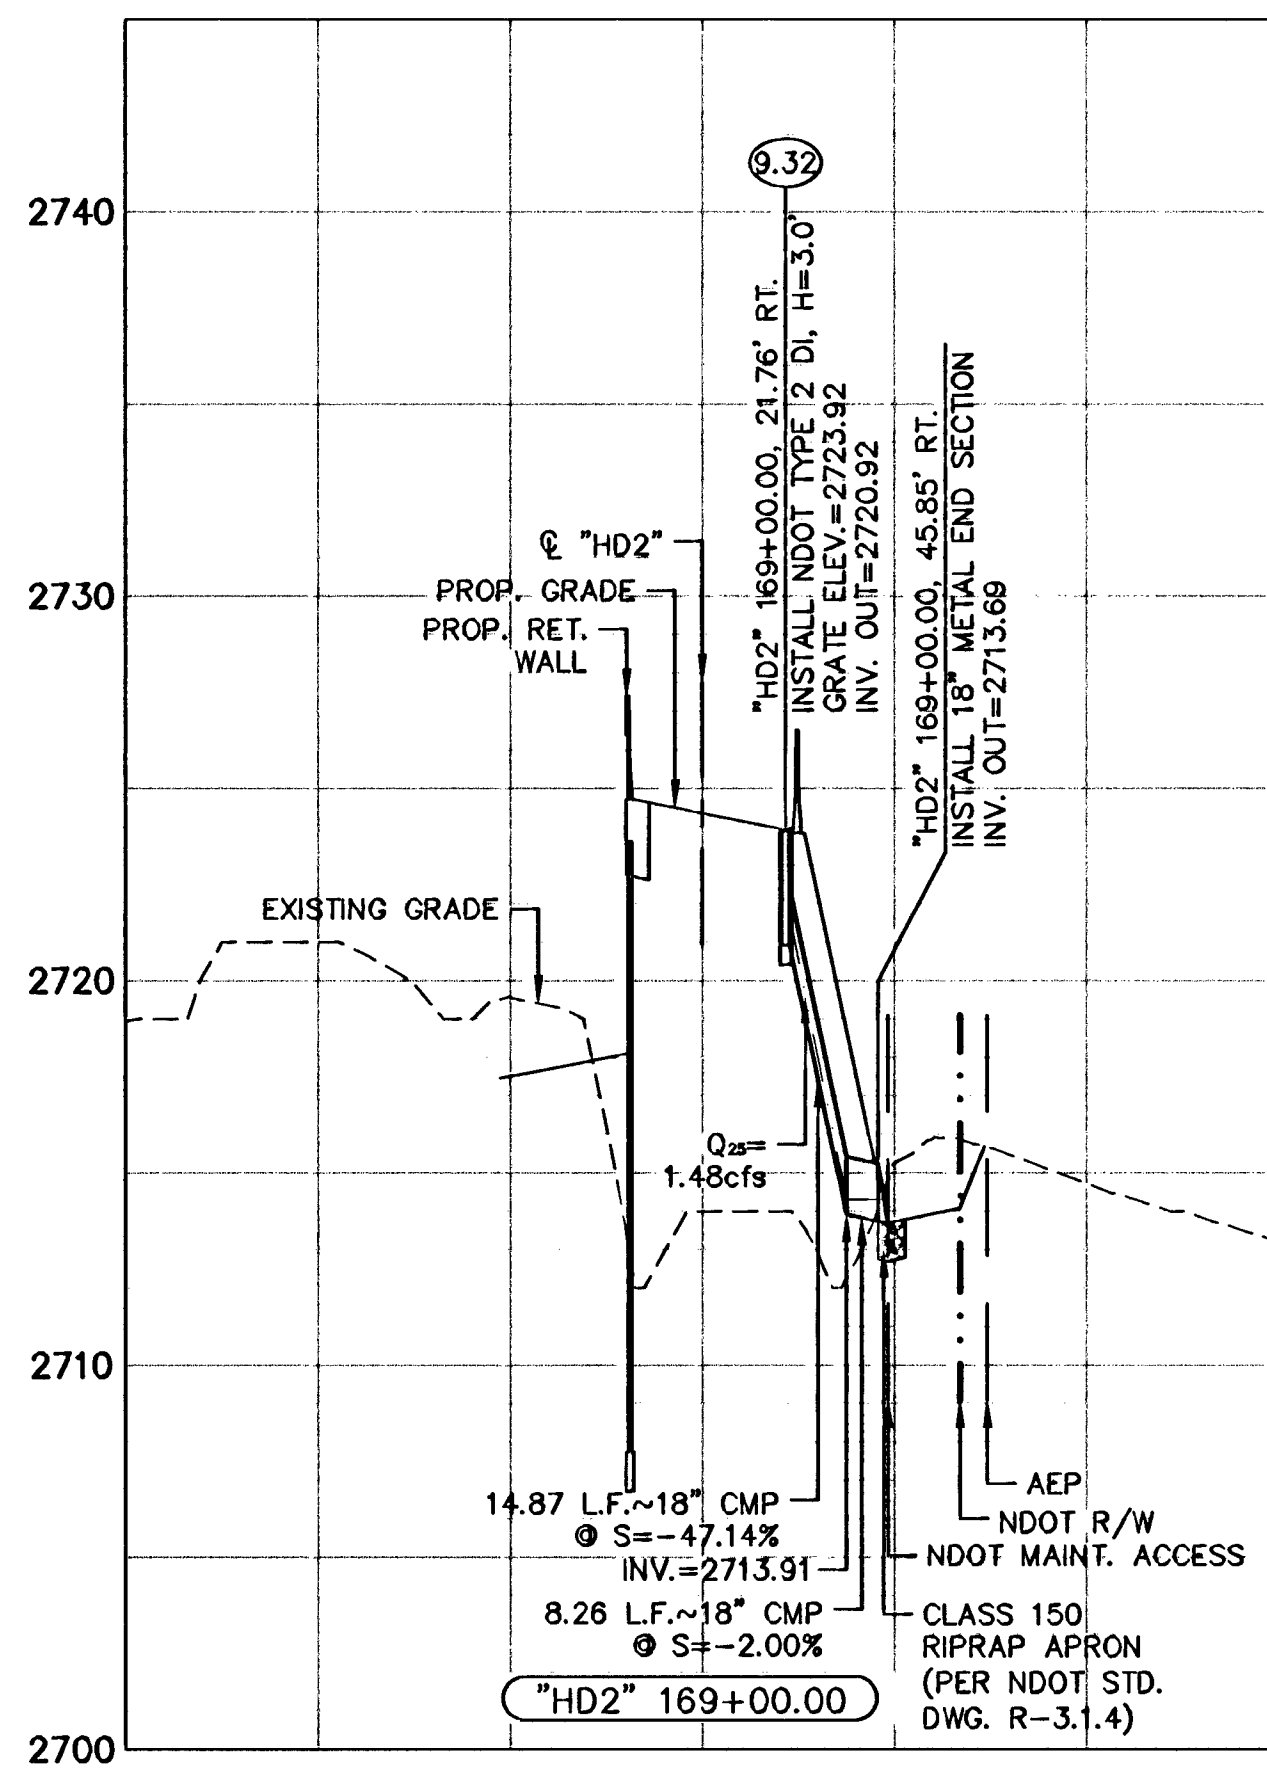 9.32
2740
2730
2720
2710
2700
"HD2" 169+00.00, 21.76' RT.
INSTALL NDOT TYPE 2 DI, H=3.0'
GRATE ELEV.=2723.92
INV. OUT=2720.92
"HD2" 169+00.00, 45.85' RT.
INSTALL 18" METAL END SECTION
INV. OUT=2713.69
℄ "HD2"
PROP. GRADE
PROP. RET.
WALL
EXISTING GRADE
Q25=
1.48cfs
14.87 L.F.~18" CMP
@ S=-47.14%
INV.=2713.91
8.26 L.F.~18" CMP
@ S=-2.00%
AEP
NDOT R/W
NDOT MAINT. ACCESS
CLASS 150
RIPRAP APRON
(PER NDOT STD.
DWG. R-3.1.4)
"HD2" 169+00.00